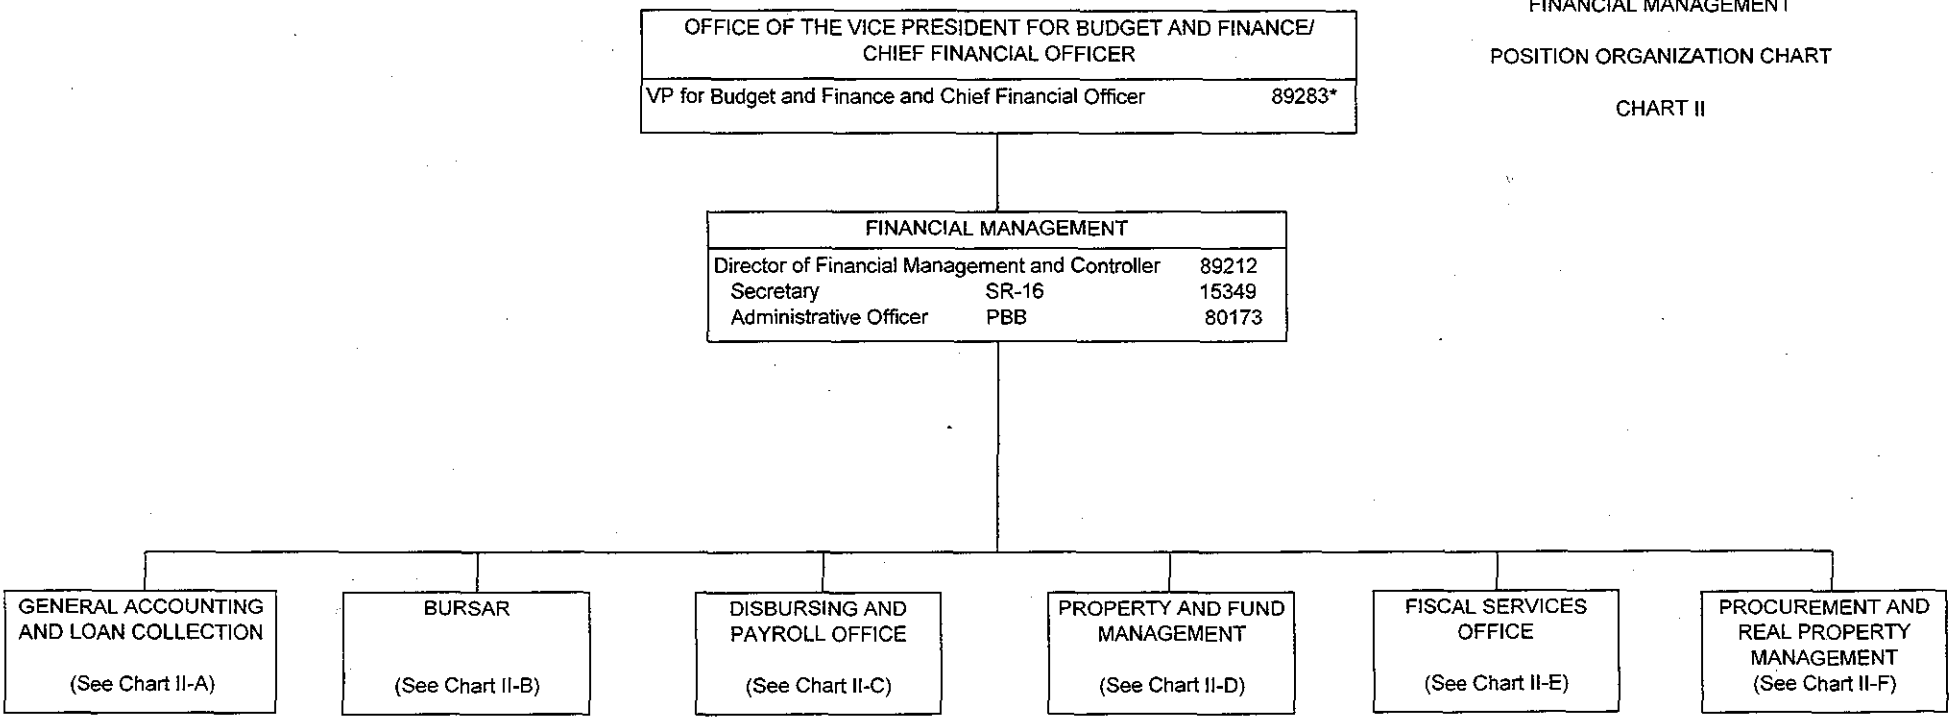 FINANCIAL MANAGEMENT
POSITION ORGANIZATION CHART
CHART II
OFFICE OF THE VICE PRESIDENT FOR BUDGET AND FINANCE/
CHIEF FINANCIAL OFFICER
VP for Budget and Finance and Chief Financial Officer 89283*
FINANCIAL MANAGEMENT
Director of Financial Management and Controller 89212
Secretary SR-16 15349
Administrative Officer PBB 80173
GENERAL ACCOUNTING
AND LOAN COLLECTION
(See Chart II-A)
BURSAR
(See Chart II-B)
DISBURSING AND
PAYROLL OFFICE
(See Chart II-C)
PROPERTY AND FUND
MANAGEMENT
(See Chart II-D)
FISCAL SERVICES
OFFICE
(See Chart II-E)
PROCUREMENT AND
REAL PROPERTY
MANAGEMENT
(See Chart II-F)